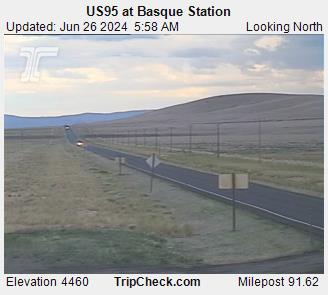 US95 at Basque Station
Updated: Jun 26 2024 5:58 AM Looking North
Elevation 4460 TripCheck.com Milepost 91.62